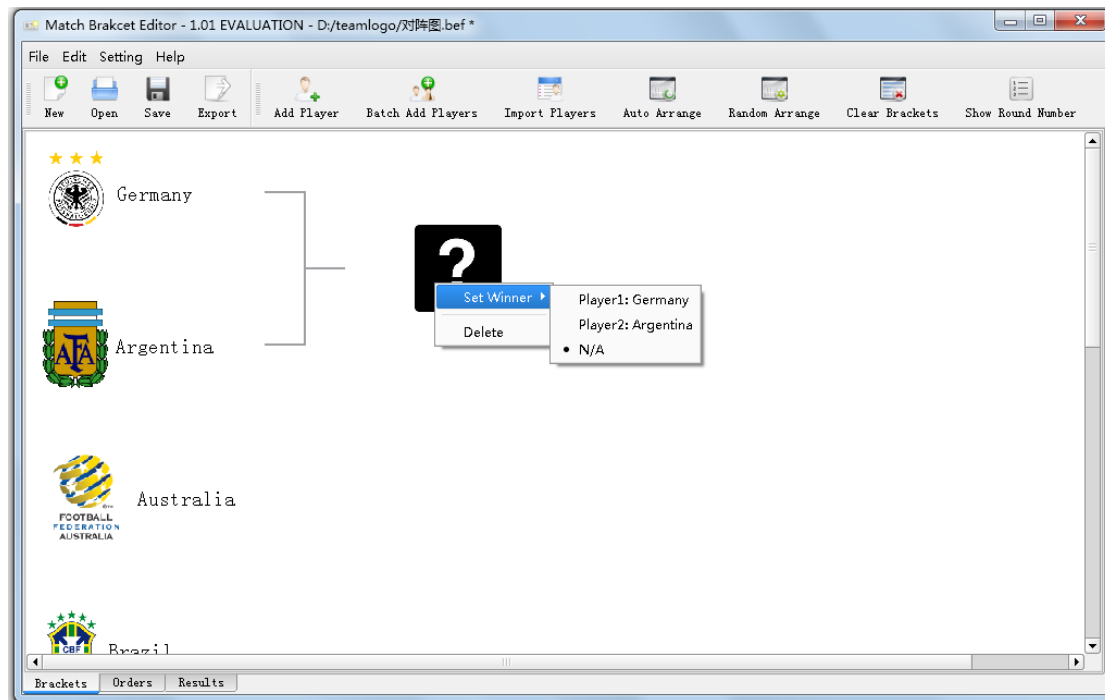 Match Brakcet Editor - 1.01 EVALUATION - D:/teamlogo/对阵图.bef *
File Edit Setting Help
New Open Save Export Add Player Batch Add Players Import Players Auto Arrange Random Arrange Clear Brackets Show Round Number
Germany
?
Set Winner
Delete
Player1: Germany
Player2: Argentina
N/A
AFA
Argentina
Australia
FOOTBALL
FEDERATION
AUSTRALIA
CBF
Brazil
Brackets Orders Results